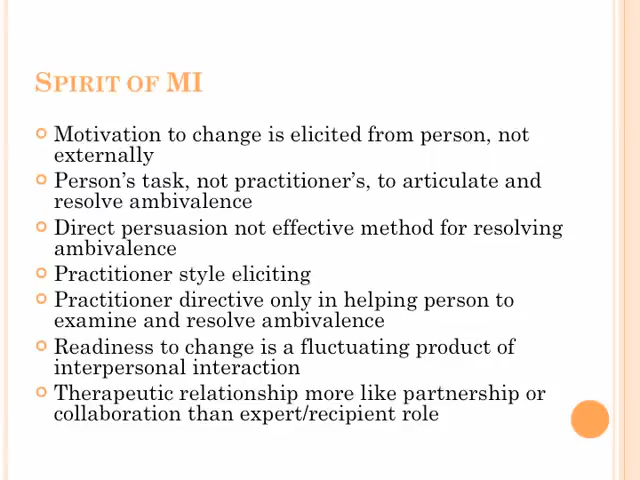 SPIRIT OF MI
Motivation to change is elicited from person, not
externally
Person's task, not practitioner's, to articulate and
resolve ambivalence
Direct persuasion not effective method for resolving
ambivalence
Practitioner style eliciting
Practitioner directive only in helping person to
examine and resolve ambivalence
Readiness to change is a fluctuating product of
interpersonal interaction
Therapeutic relationship more like partnership or
collaboration than expert/recipient role